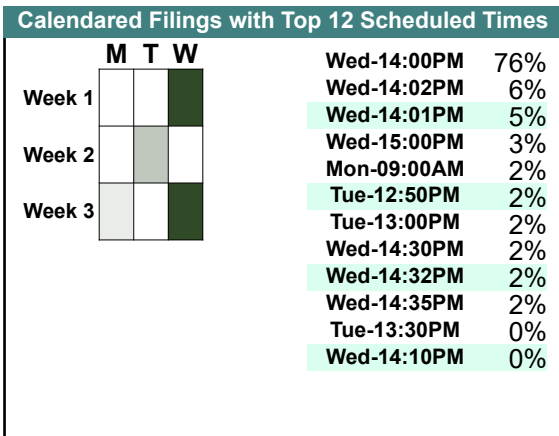 Calendared Filings with Top 12 Scheduled Times
M T W
Week 1
Week 2
Week 3
Wed-14:00PM 76%
Wed-14:02PM 6%
Wed-14:01PM 5%
Wed-15:00PM 3%
Mon-09:00AM 2%
Tue-12:50PM 2%
Tue-13:00PM 2%
Wed-14:30PM 2%
Wed-14:32PM 2%
Wed-14:35PM 2%
Tue-13:30PM 0%
Wed-14:10PM 0%